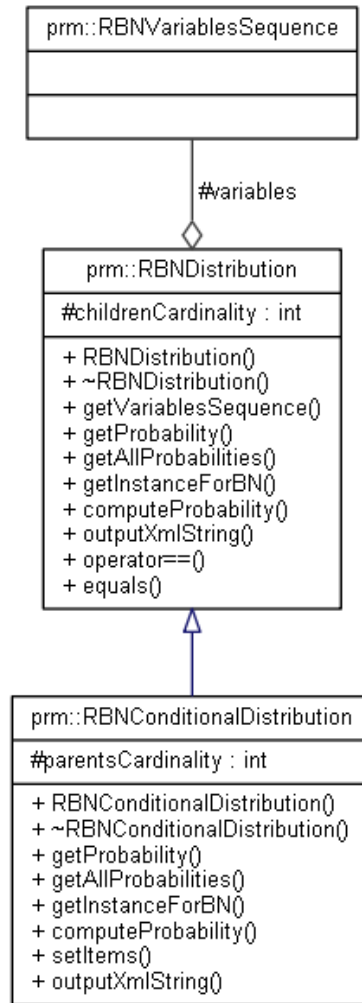 prm::RBNVariablesSequence
#variables
prm::RBNDistribution
#childrenCardinality : int
+ RBNDistribution()
+ ~RBNDistribution()
+ getVariablesSequence()
+ getProbability()
+ getAllProbabilities()
+ getInstanceForBN()
+ computeProbability()
+ outputXmlString()
+ operator==()
+ equals()
prm::RBNConditionalDistribution
#parentsCardinality : int
+ RBNConditionalDistribution()
+ ~RBNConditionalDistribution()
+ getProbability()
+ getAllProbabilities()
+ getInstanceForBN()
+ computeProbability()
+ setItems()
+ outputXmlString()